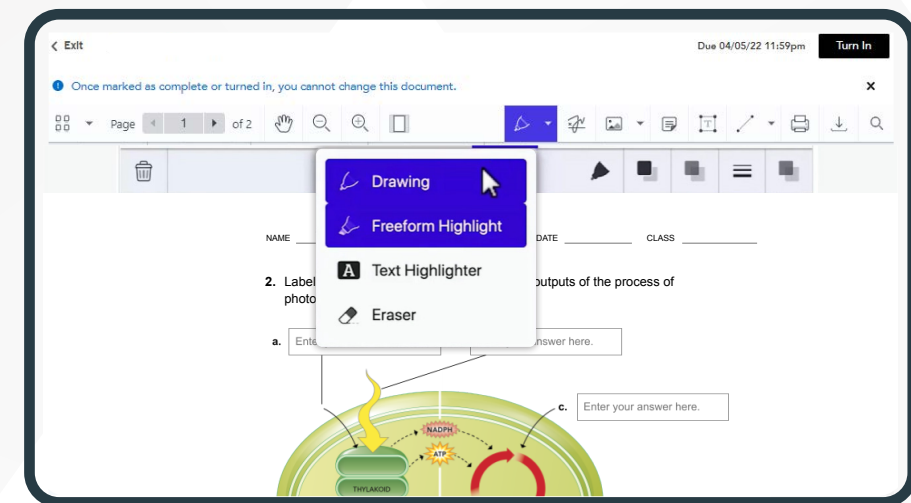 Exit
Due 04/05/22 11:59pm
Turn In
Once marked as complete or turned in, you cannot change this document.
x
Page 1 of 2
T
Drawing
Freeform Highlight
A Text Highlighter
Eraser
NAME
DATE
CLASS
2. Label outputs of the process of
photo
a.
answer here.
c. Enter your answer here.
NADPH
ATP
THYLAKOID